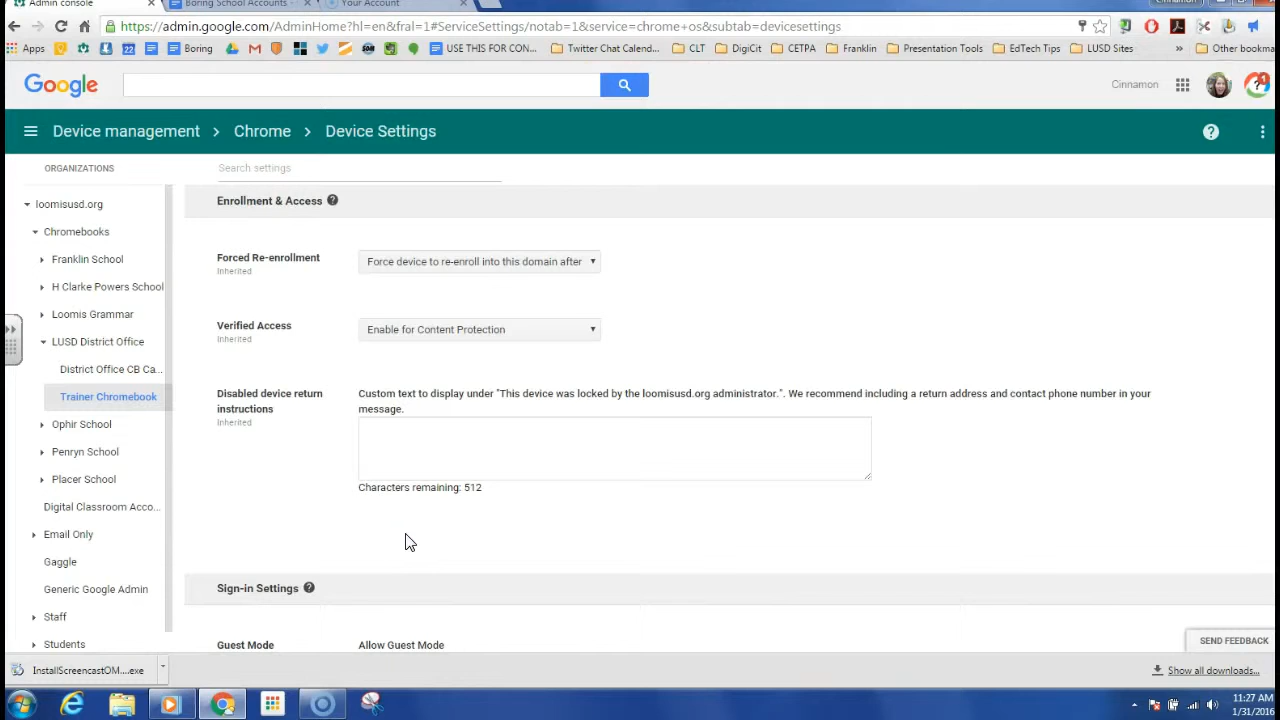 Admin console
Boring School Accounts
Your Account
Cinnamon
https://admin.google.com/AdminHome?hl=en&fral=1#ServiceSettings/notab=1&service=chrome+os&subtab=devicesettings
Apps
22
Boring
USE THIS FOR CON...
Twitter Chat Calend...
CLT
DigiCit
CETPA
Franklin
Presentation Tools
EdTech Tips
LUSD Sites
»
Other bookma
Google
Cinnamon
Device management > Chrome > Device Settings
ORGANIZATIONS
Search settings
loomisusd.org
Chromebooks
Franklin School
H Clarke Powers School
Loomis Grammar
LUSD District Office
District Office CB Ca...
Trainer Chromebook
Ophir School
Penryn School
Placer School
Digital Classroom Acco...
Email Only
Gaggle
Generic Google Admin
Staff
Students
Enrollment & Access
Forced Re-enrollment
Inherited
Force device to re-enroll into this domain after
Verified Access
Inherited
Enable for Content Protection
Disabled device return
instructions
Inherited
Custom text to display under "This device was locked by the loomisusd.org administrator.". We recommend including a return address and contact phone number in your
message.
Characters remaining: 512
Sign-in Settings
Guest Mode
Allow Guest Mode
SEND FEEDBACK
InstallScreencastOM....exe
Show all downloads...
11:27 AM
1/31/2016